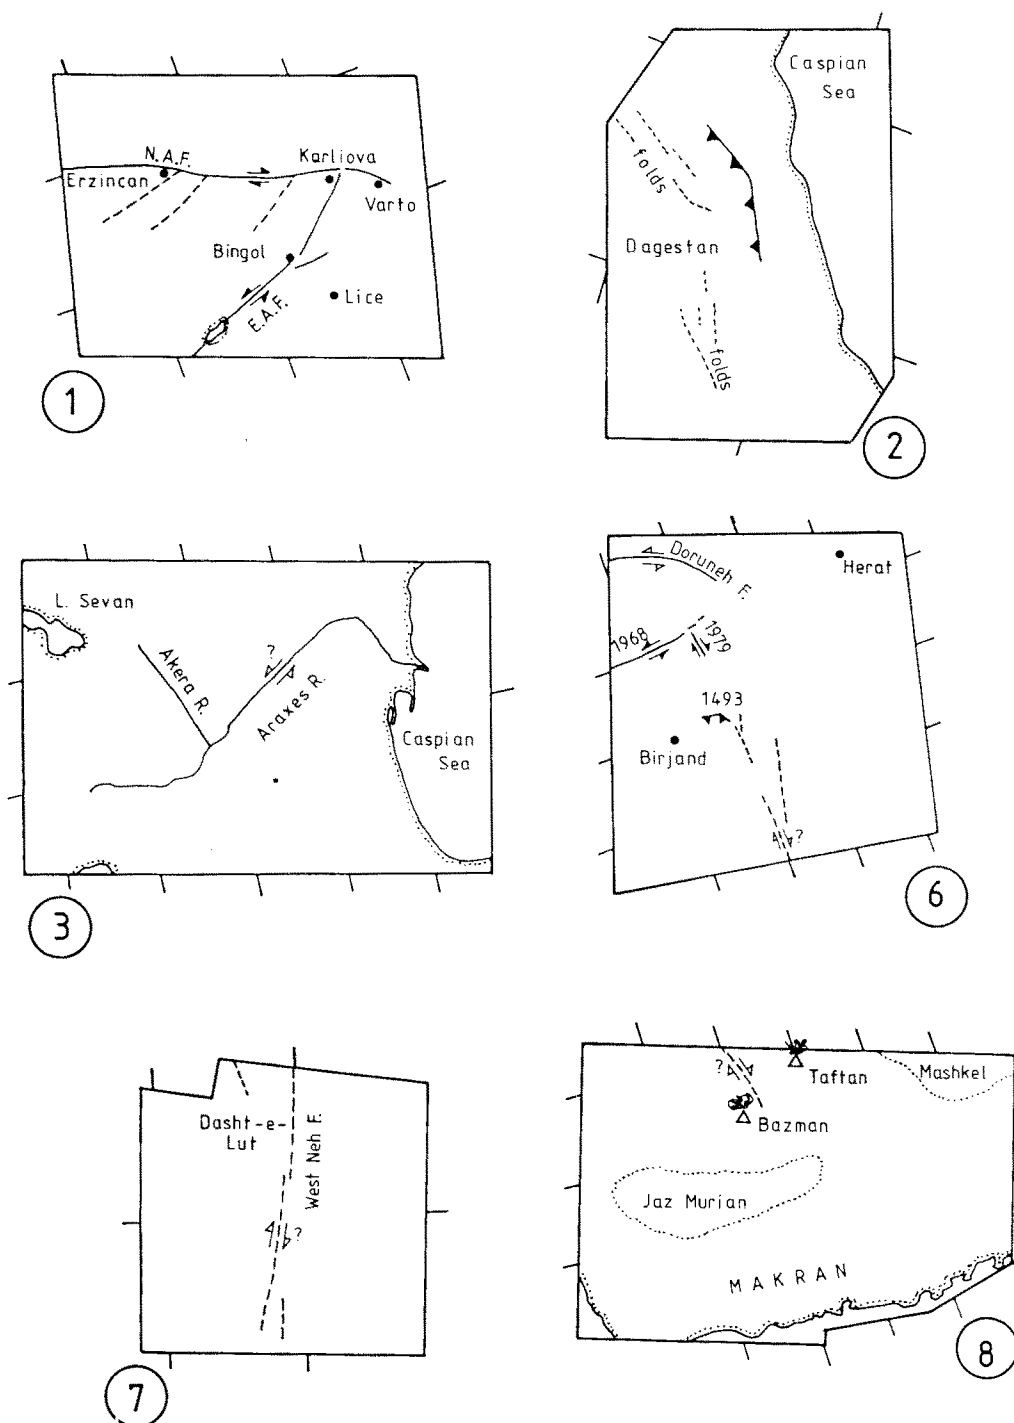 N.A.F.
Karliova
Erzincan
Varto
Bingol
Lice
E.A.F.
1
Caspian
Sea
folds
Dagestan
folds
2
L. Sevan
Akera R.
?
Araxes R.
Caspian
Sea
3
Doruneh F.
Herat
1968
1979
1493
Birjand
?
6
Dasht-e-
Lut
West Neh F.
?
7
?
Taftan
Mashkel
Bazman
Jaz Murian
MAKRAN
8